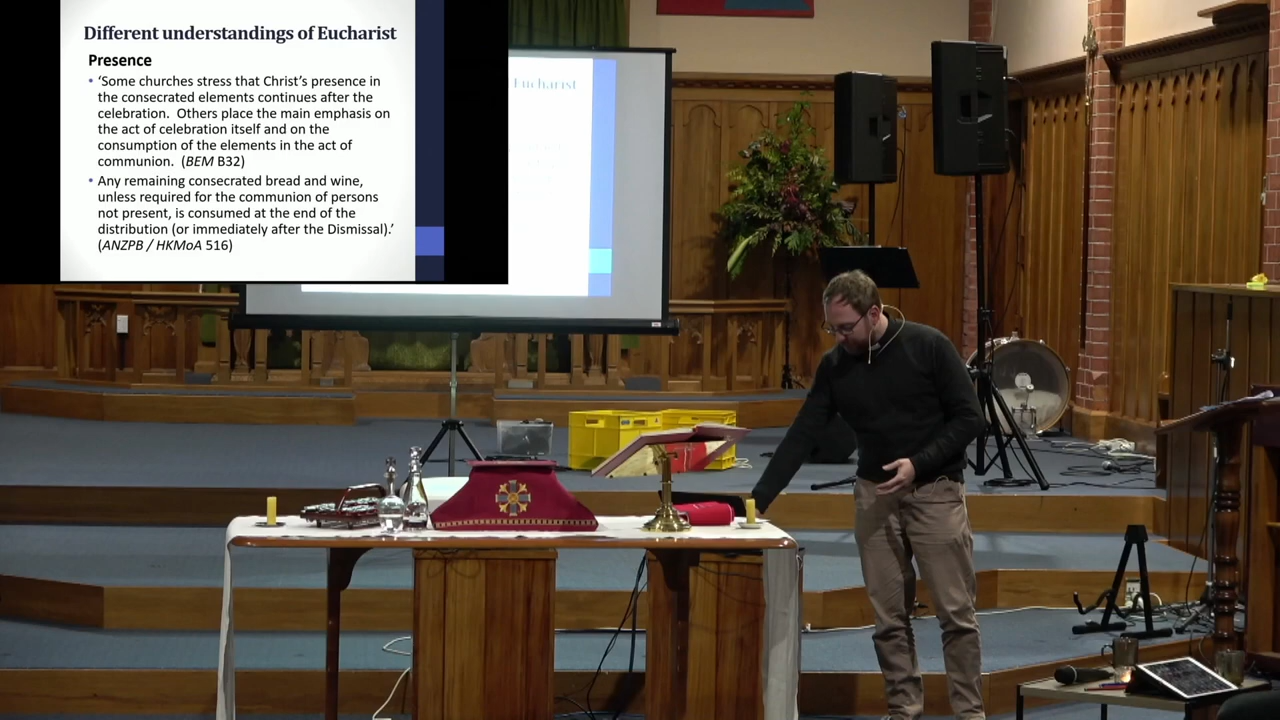 Different understandings of Eucharist
Presence
• ‘Some churches stress that Christ’s presence in
the consecrated elements continues after the
celebration.  Others place the main emphasis on
the act of celebration itself and on the
consumption of the elements in the act of
communion.  (BEM B32)
• Any remaining consecrated bread and wine,
unless required for the communion of persons
not present, is consumed at the end of the
distribution (or immediately after the Dismissal).’
(ANZPB / HKMoA 516)
Eucharist